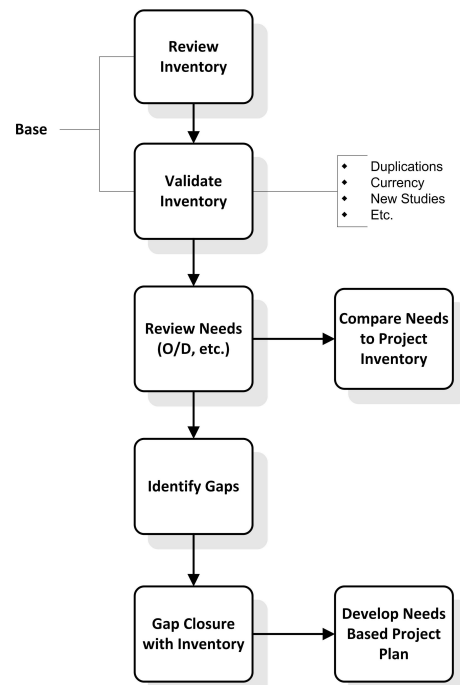 Review
Inventory
Base
Validate
Inventory
◆ Duplications
◆ Currency
◆ New Studies
◆ Etc.
Review Needs
(O/D, etc.)
Compare Needs
to Project
Inventory
Identify Gaps
Gap Closure
with Inventory
Develop Needs
Based Project
Plan